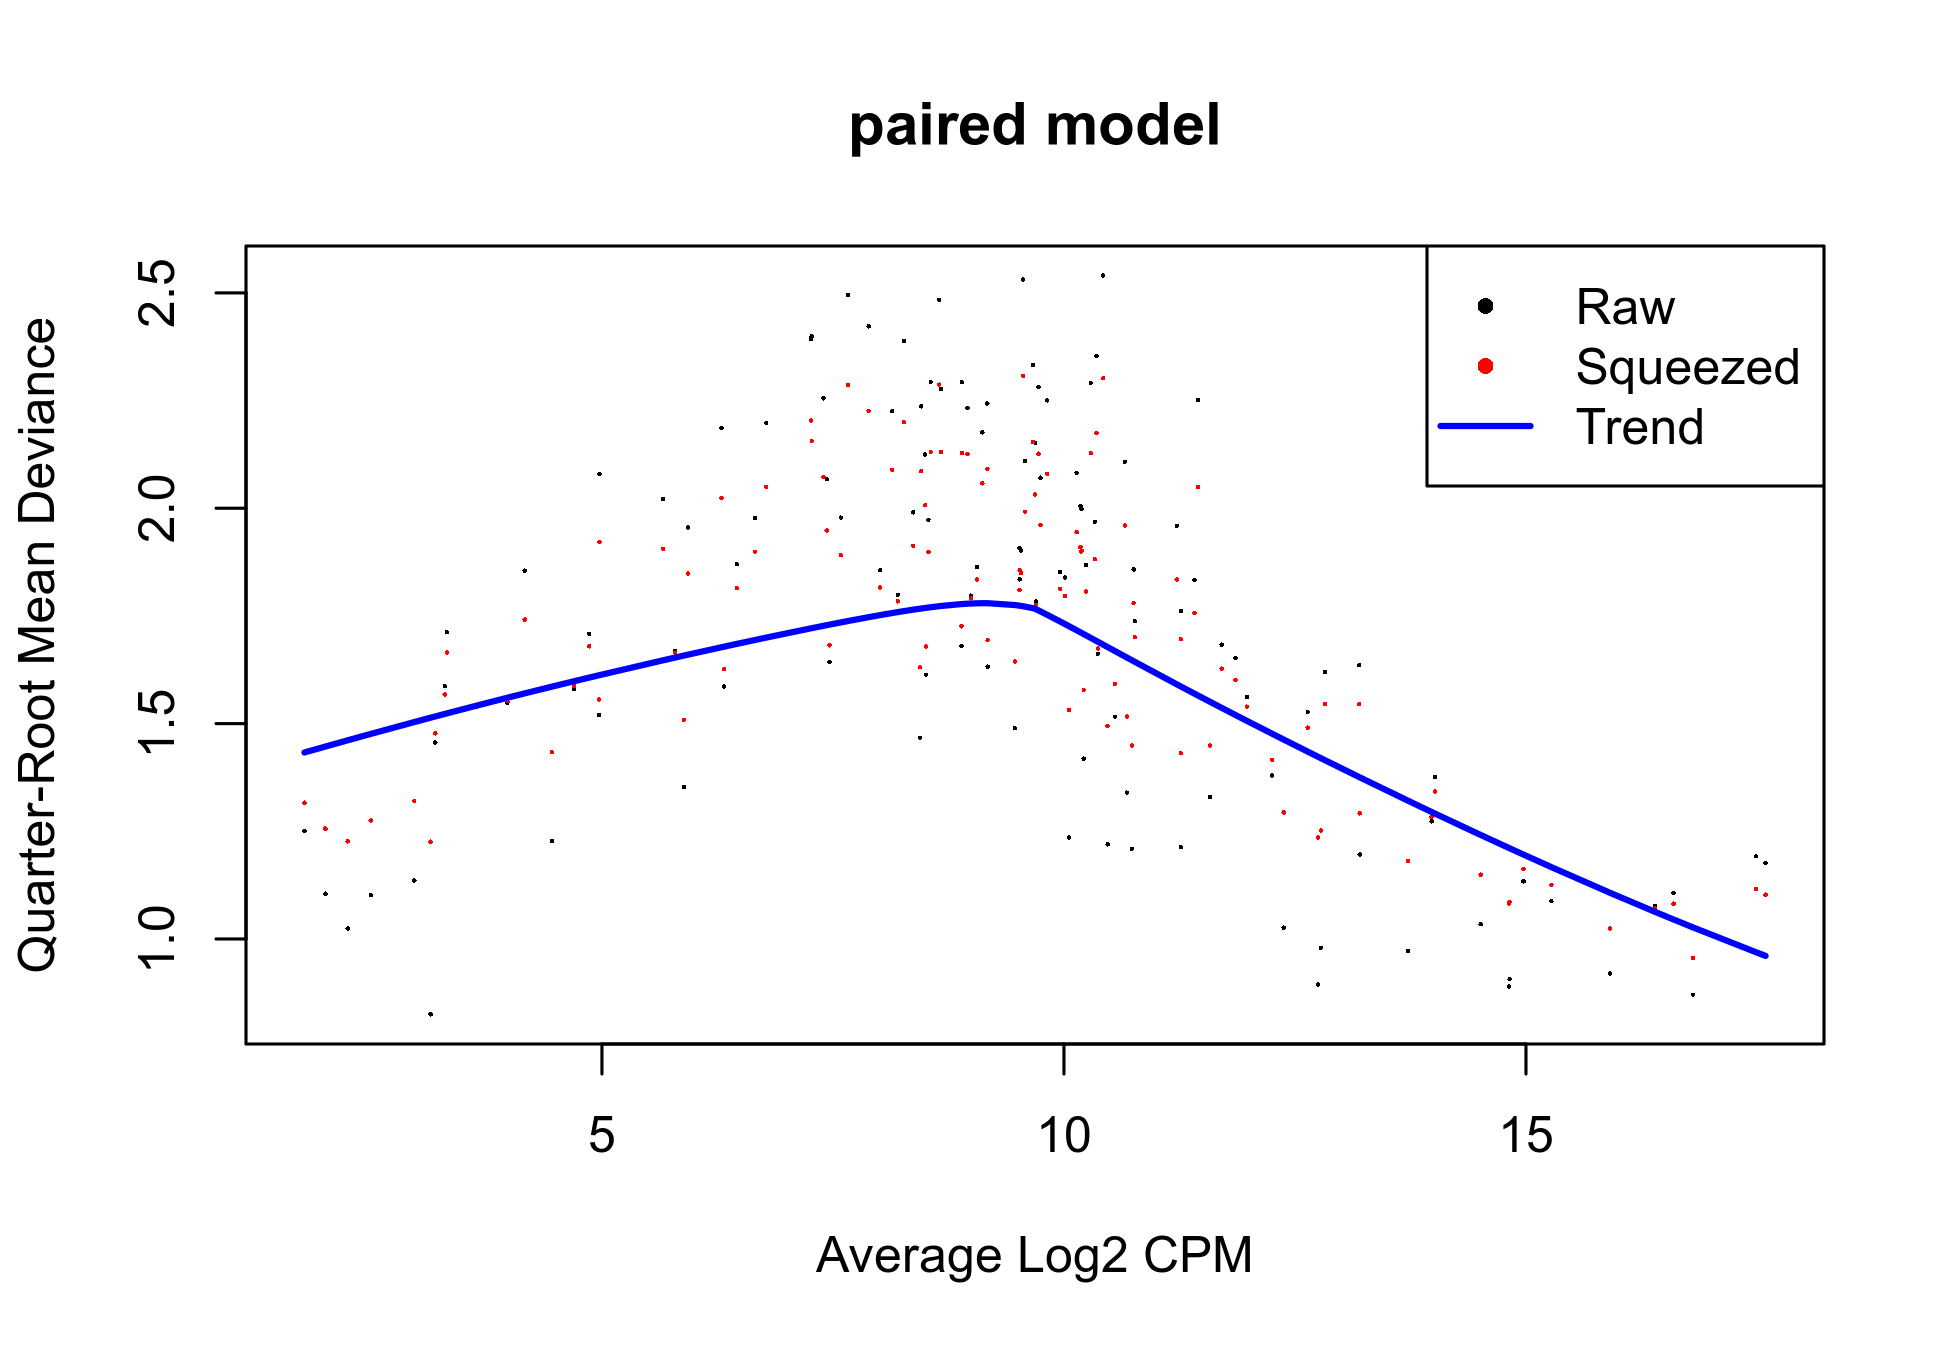 paired model
Quarter-Root Mean Deviance
2.5
2.0
1.5
1.0
Raw
Squeezed
Trend
5
10
15
Average Log2 CPM